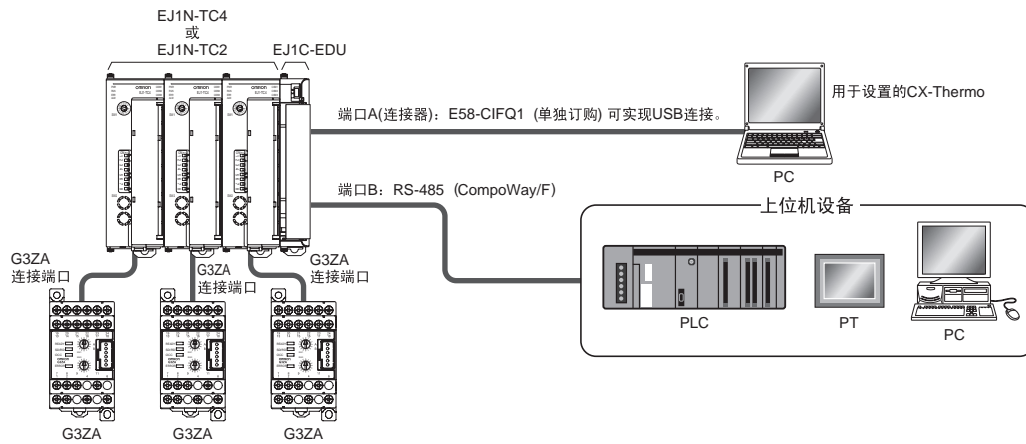 EJ1N-TC4
或
EJ1N-TC2
EJ1C-EDU
端口A(连接器)：E58-CIFQ1 (单独订购) 可实现USB连接。
用于设置的CX-Thermo
PC
端口B：RS-485 (CompoWay/F)
上位机设备
G3ZA
连接端口
G3ZA
连接端口
G3ZA
连接端口
PLC
PT
PC
G3ZA
G3ZA
G3ZA